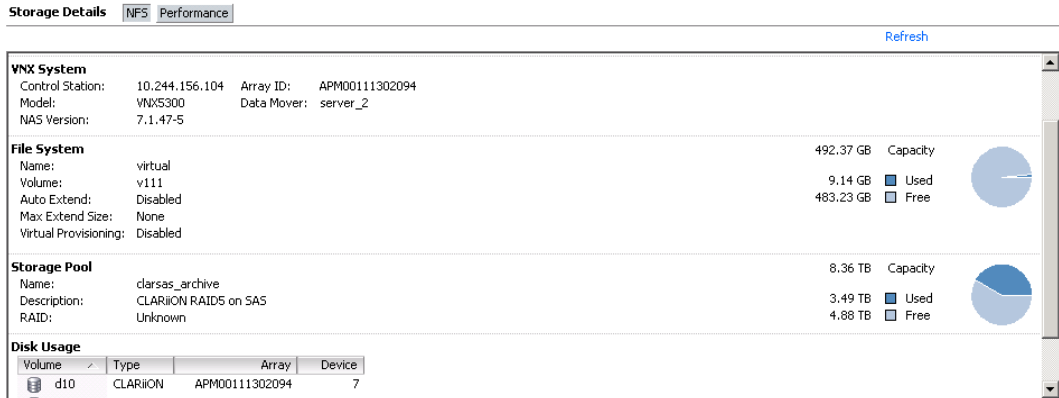 Storage Details NFS Performance
Refresh
VNX System
Control Station: 10.244.156.104 Array ID: APM00111302094
Model: VNX5300 Data Mover: server_2
NAS Version: 7.1.47-5
File System 492.37 GB Capacity
Name: virtual
Volume: v111 9.14 GB Used
Auto Extend: Disabled 483.23 GB Free
Max Extend Size: None
Virtual Provisioning: Disabled
Storage Pool 8.36 TB Capacity
Name: clarsas_archive
Description: CLARiiON RAID5 on SAS 3.49 TB Used
RAID: Unknown 4.88 TB Free
Disk Usage
Volume Type Array Device
d10 CLARiiON APM00111302094 7